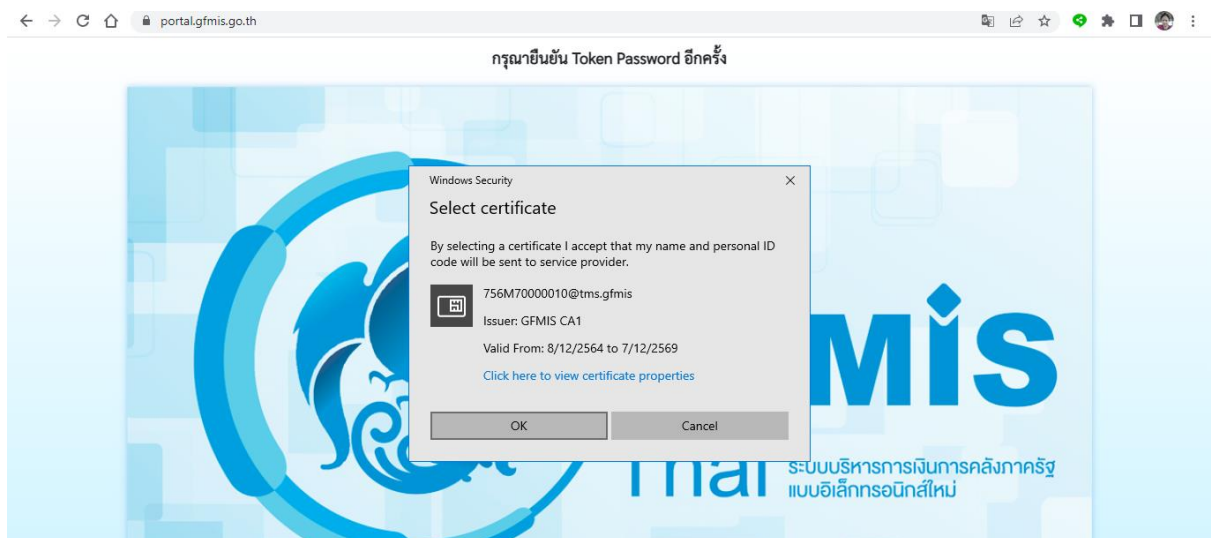 portal.gfmis.go.th
กรุณายืนยัน Token Password อีกครั้ง
Windows Security
Select certificate
By selecting a certificate I accept that my name and personal ID
code will be sent to service provider.
756M70000010@tms.gfmis
Issuer: GFMIS CA1
Valid From: 8/12/2564 to 7/12/2569
Click here to view certificate properties
OK
Cancel
MIS
Thai
ระบบบริหารการเงินการคลังภาครัฐ
แบบอิเล็กทรอนิกส์ใหม่